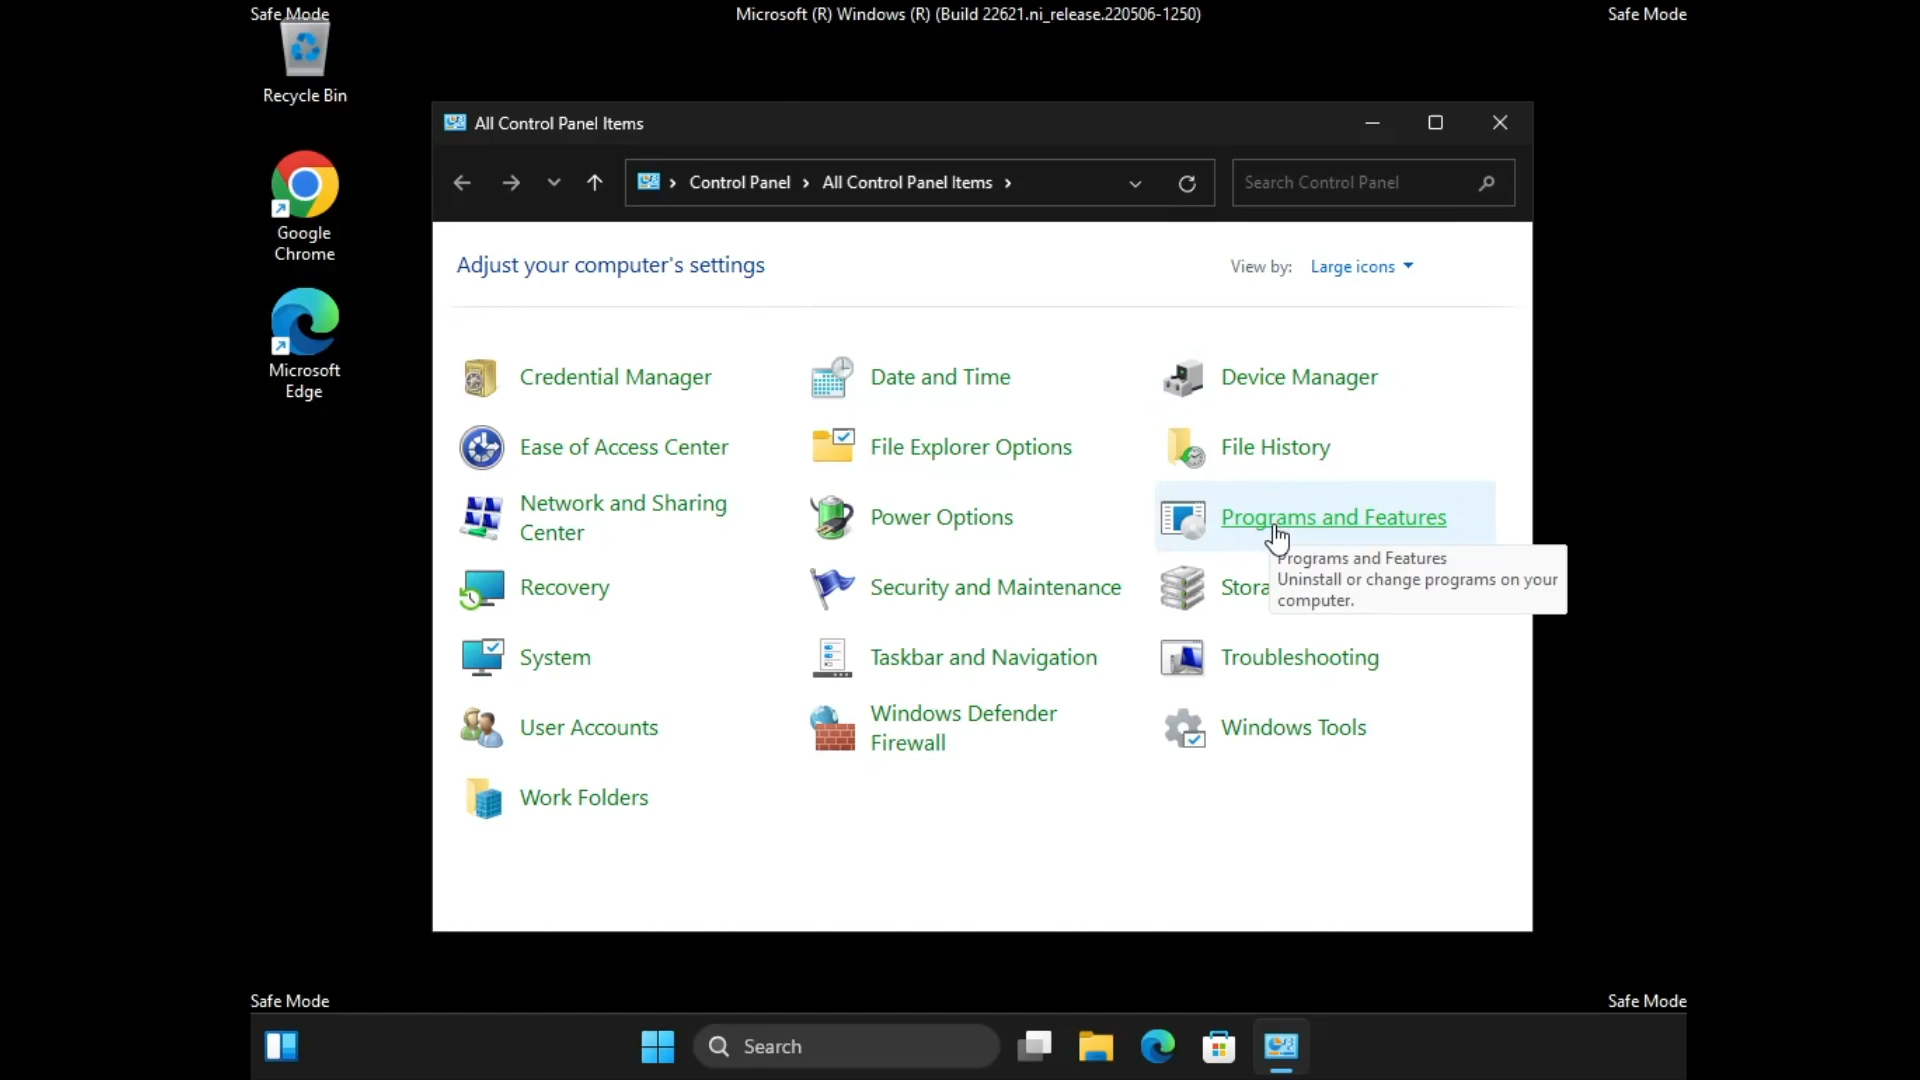 Safe Mode
Microsoft (R) Windows (R) (Build 22621.ni_release.220506-1250)
Safe Mode
Recycle Bin
Google
Chrome
Microsoft
Edge
All Control Panel Items
Control Panel
All Control Panel Items
Search Control Panel
Adjust your computer's settings
View by:
Large icons
Credential Manager
Date and Time
Device Manager
Ease of Access Center
File Explorer Options
File History
Network and Sharing
Center
Power Options
Programs and Features
Programs and Features
Uninstall or change programs on your
computer.
Recovery
Security and Maintenance
Stora
System
Taskbar and Navigation
Troubleshooting
User Accounts
Windows Defender
Firewall
Windows Tools
Work Folders
Safe Mode
Safe Mode
Search